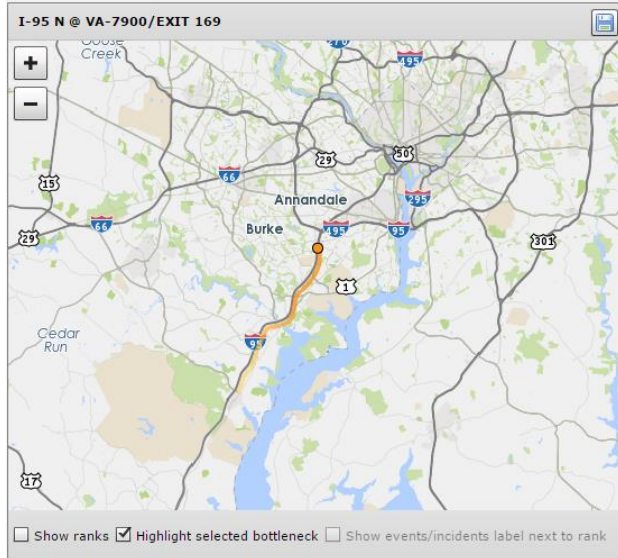 I-95 N @ VA-7900/EXIT 169
Goose
Creek
270
495
+
−
50
29
15
66
Annandale
295
66
Burke
495
95
29
301
1
Cedar
Run
95
17
Show ranks Highlight selected bottleneck Show events/incidents label next to rank